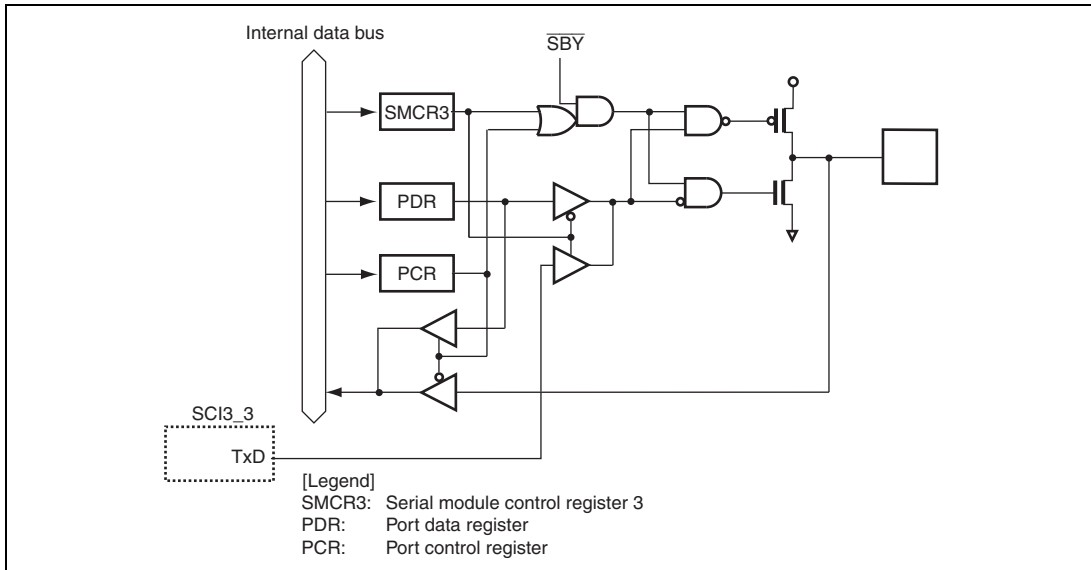 Internal data bus
SBY
SMCR3
PDR
PCR
SCI3_3
TxD
[Legend]
SMCR3: Serial module control register 3
PDR: Port data register
PCR: Port control register